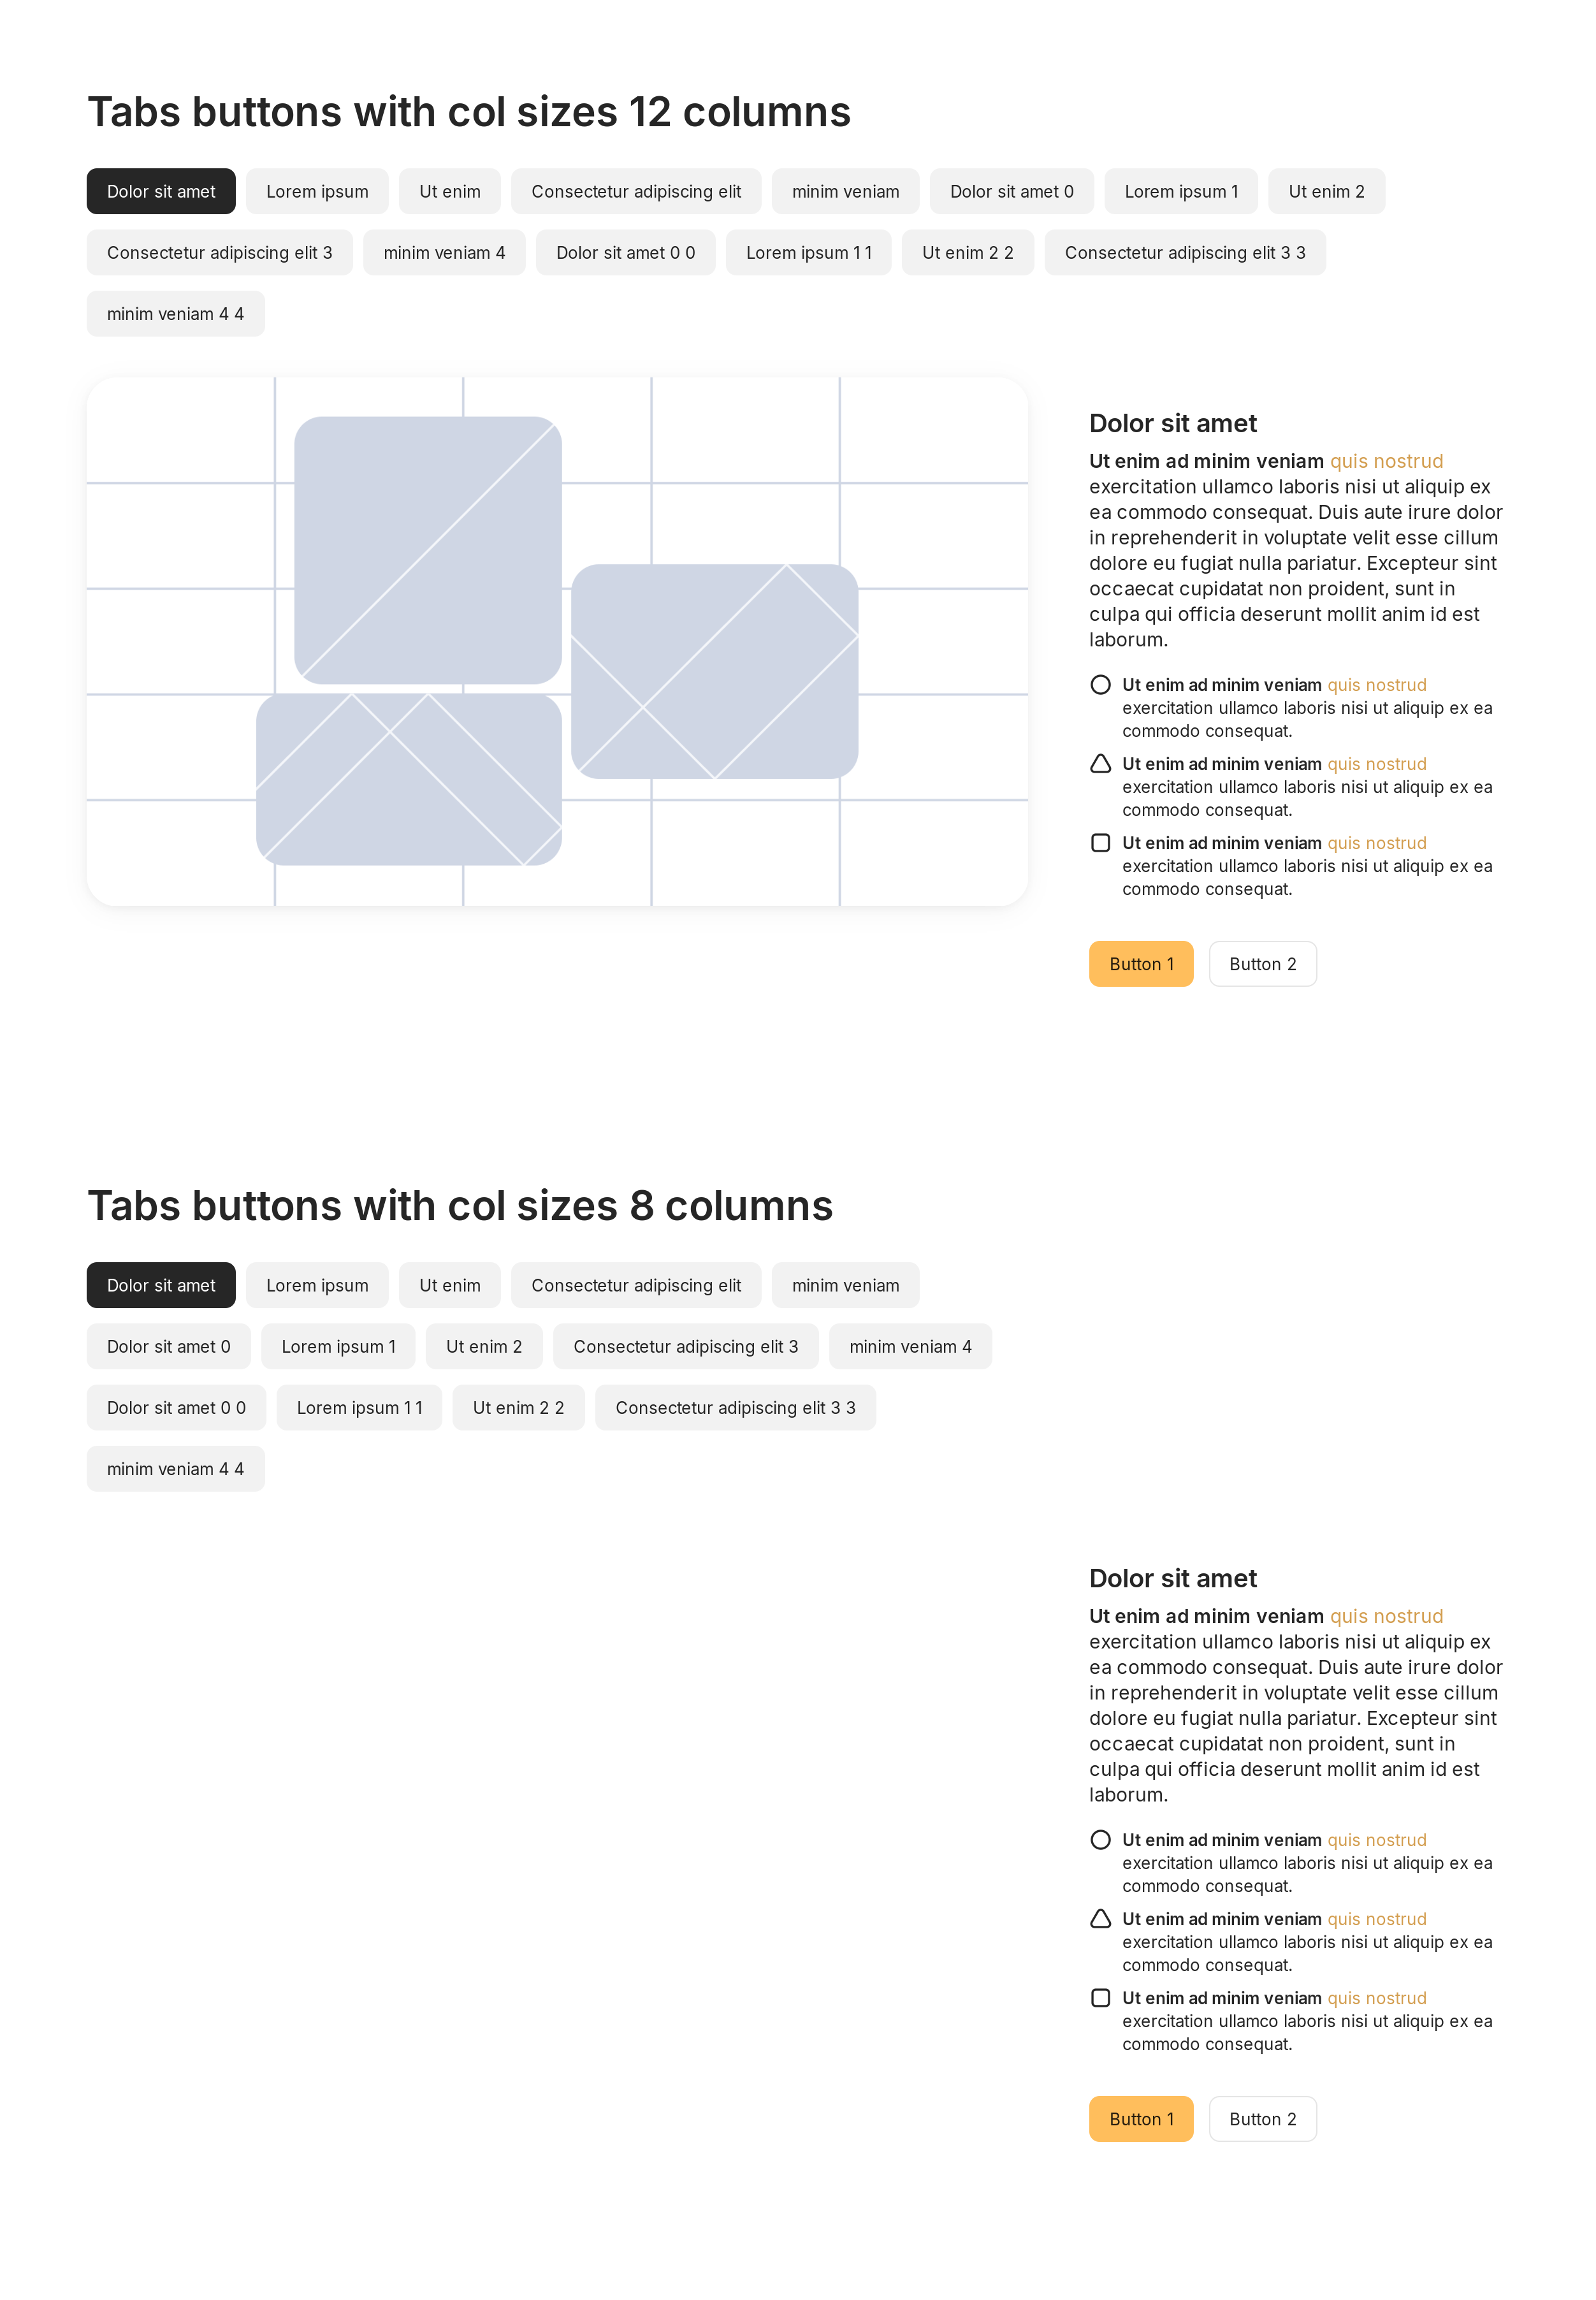 Tabs buttons with col sizes 12 columns
Dolor sit amet Lorem ipsum Ut enim Consectetur adipiscing elit minim veniam Dolor sit amet 0 Lorem ipsum 1 Ut enim 2
Consectetur adipiscing elit 3 minim veniam 4 Dolor sit amet 0 0 Lorem ipsum 1 1 Ut enim 2 2 Consectetur adipiscing elit 3 3
minim veniam 4 4
Dolor sit amet
Ut enim ad minim veniam quis nostrud
exercitation ullamco laboris nisi ut aliquip ex
ea commodo consequat. Duis aute irure dolor
in reprehenderit in voluptate velit esse cillum
dolore eu fugiat nulla pariatur. Excepteur sint
occaecat cupidatat non proident, sunt in
culpa qui officia deserunt mollit anim id est
laborum.
Ut enim ad minim veniam quis nostrud
exercitation ullamco laboris nisi ut aliquip ex ea
commodo consequat.
Ut enim ad minim veniam quis nostrud
exercitation ullamco laboris nisi ut aliquip ex ea
commodo consequat.
Ut enim ad minim veniam quis nostrud
exercitation ullamco laboris nisi ut aliquip ex ea
commodo consequat.
Button 1 Button 2
Tabs buttons with col sizes 8 columns
Dolor sit amet Lorem ipsum Ut enim Consectetur adipiscing elit minim veniam
Dolor sit amet 0 Lorem ipsum 1 Ut enim 2 Consectetur adipiscing elit 3 minim veniam 4
Dolor sit amet 0 0 Lorem ipsum 1 1 Ut enim 2 2 Consectetur adipiscing elit 3 3
minim veniam 4 4
Dolor sit amet
Ut enim ad minim veniam quis nostrud
exercitation ullamco laboris nisi ut aliquip ex
ea commodo consequat. Duis aute irure dolor
in reprehenderit in voluptate velit esse cillum
dolore eu fugiat nulla pariatur. Excepteur sint
occaecat cupidatat non proident, sunt in
culpa qui officia deserunt mollit anim id est
laborum.
Ut enim ad minim veniam quis nostrud
exercitation ullamco laboris nisi ut aliquip ex ea
commodo consequat.
Ut enim ad minim veniam quis nostrud
exercitation ullamco laboris nisi ut aliquip ex ea
commodo consequat.
Ut enim ad minim veniam quis nostrud
exercitation ullamco laboris nisi ut aliquip ex ea
commodo consequat.
Button 1 Button 2